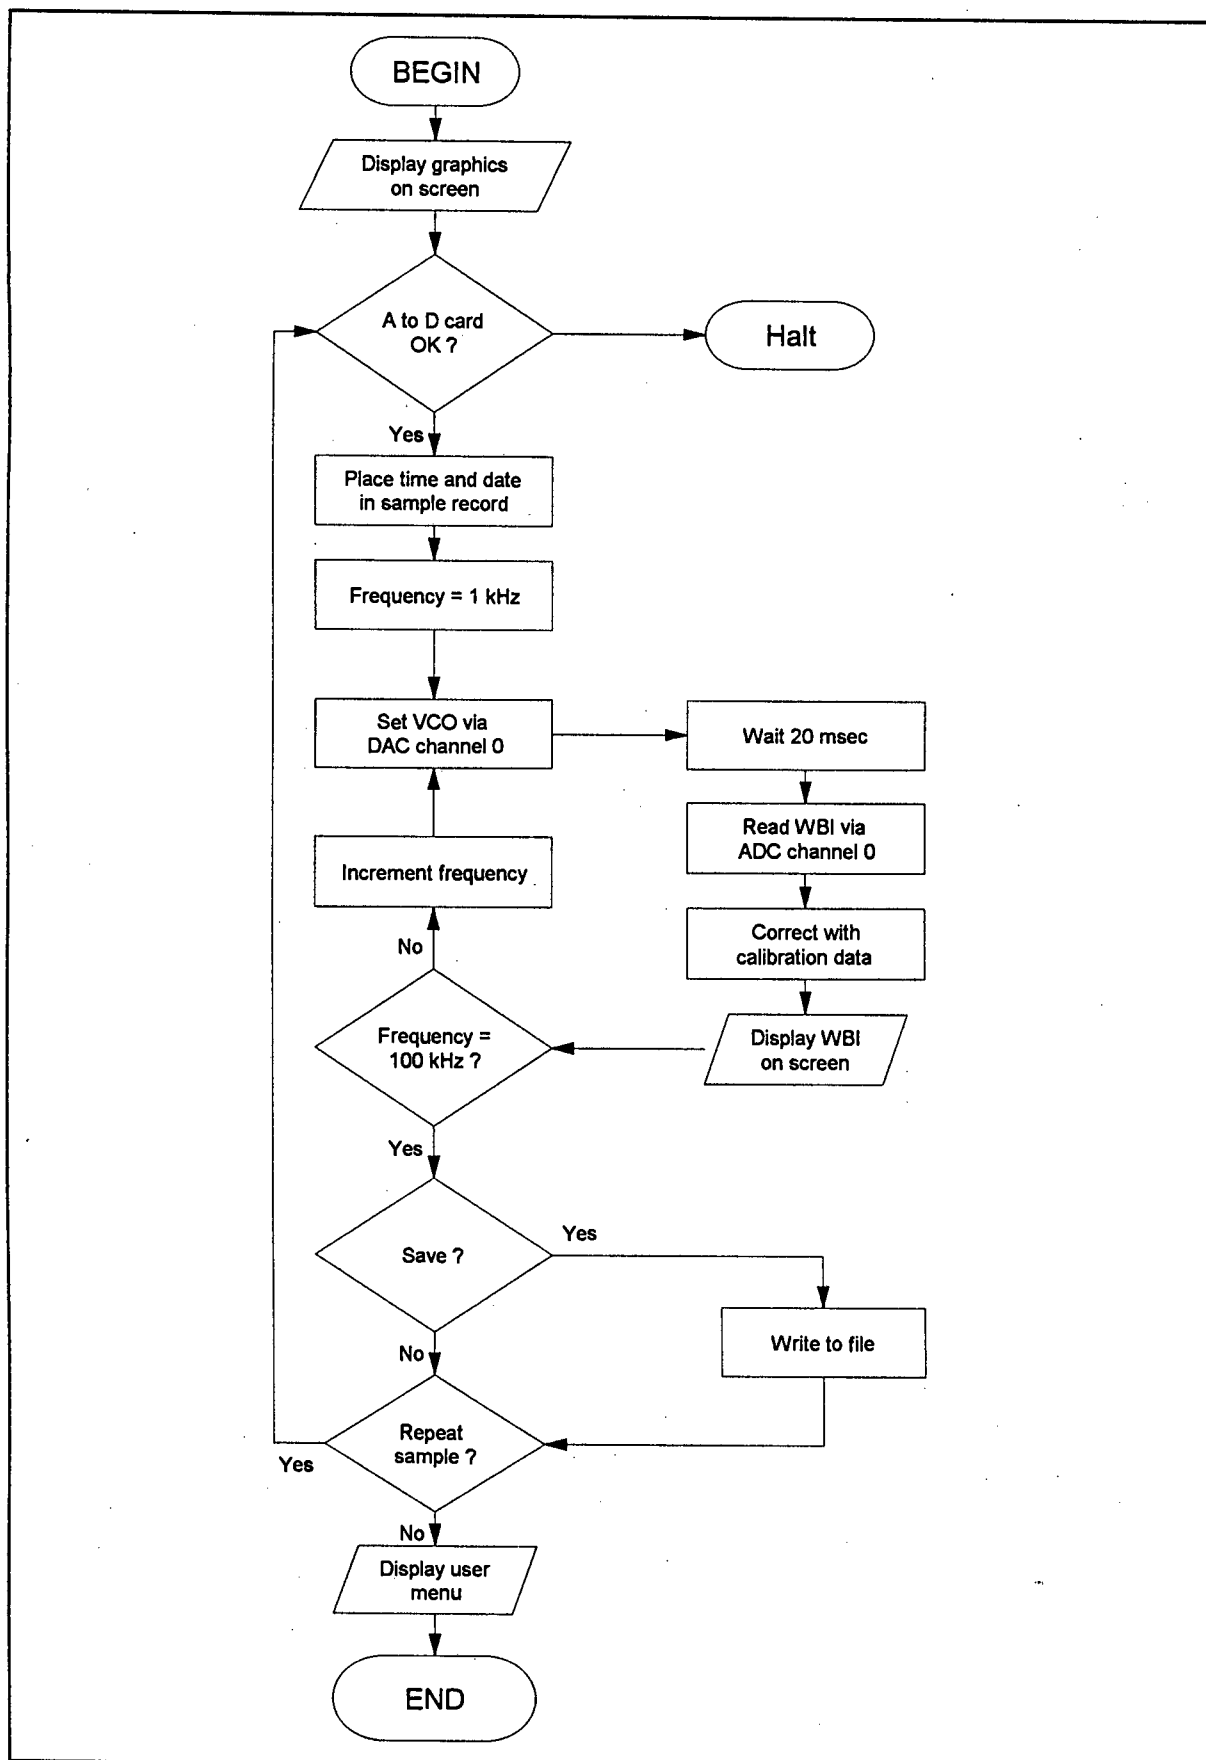 BEGIN
Display graphics
on screen
A to D card
OK ?
Halt
Yes
Place time and date
in sample record
Frequency = 1 kHz
Set VCO via
DAC channel 0
Wait 20 msec
Read WBI via
ADC channel 0
Increment frequency
Correct with
calibration data
No
Frequency =
100 kHz ?
Display WBI
on screen
Yes
Save ?
Yes
Write to file
No
Repeat
sample ?
Yes
No
Display user
menu
END